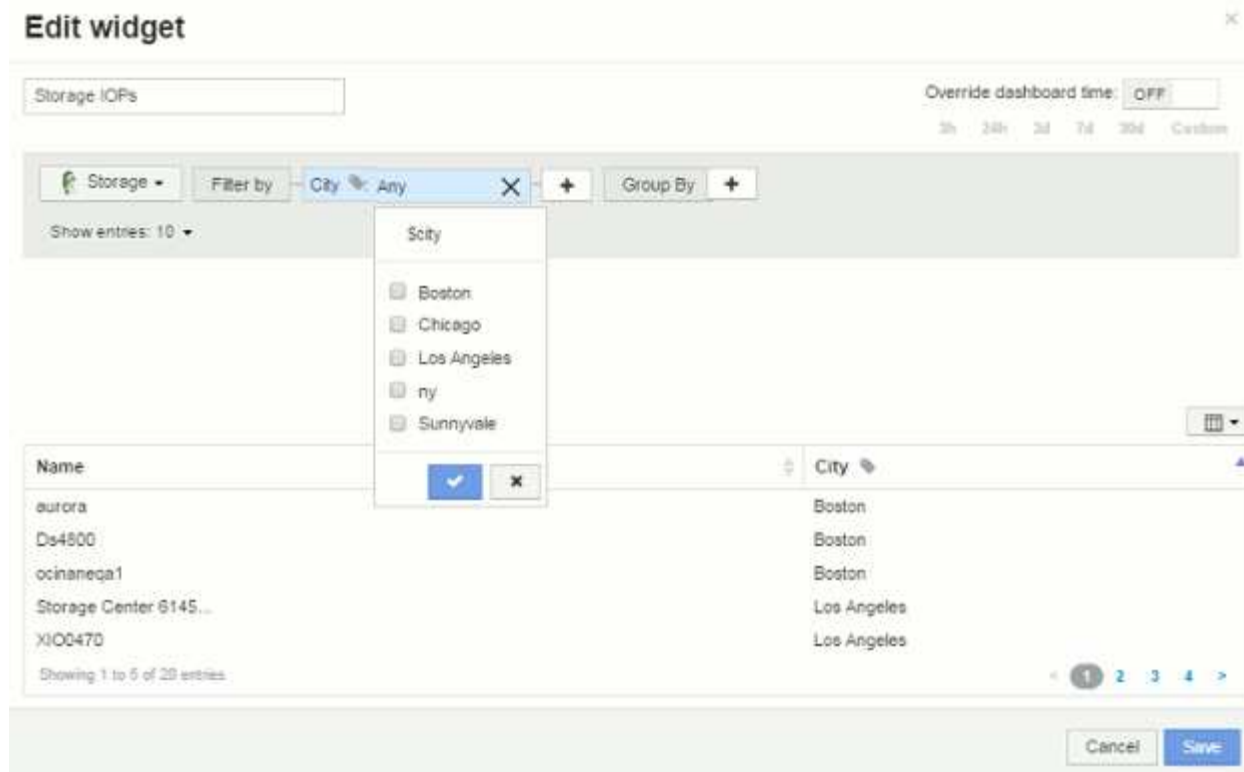 Edit widget
Storage IOPs
Override dashboard time: OFF
3h 24h 3d 7d 30d Custom
Storage Filter by City Any Group By
Show entries: 10
$city
Boston
Chicago
Los Angeles
ny
Sunnyvale
Name City
aurora Boston
Ds4800 Boston
ocinaneqa1 Boston
Storage Center 6145... Los Angeles
XIO0470 Los Angeles
Showing 1 to 5 of 20 entries
< 1 2 3 4 >
Cancel Save